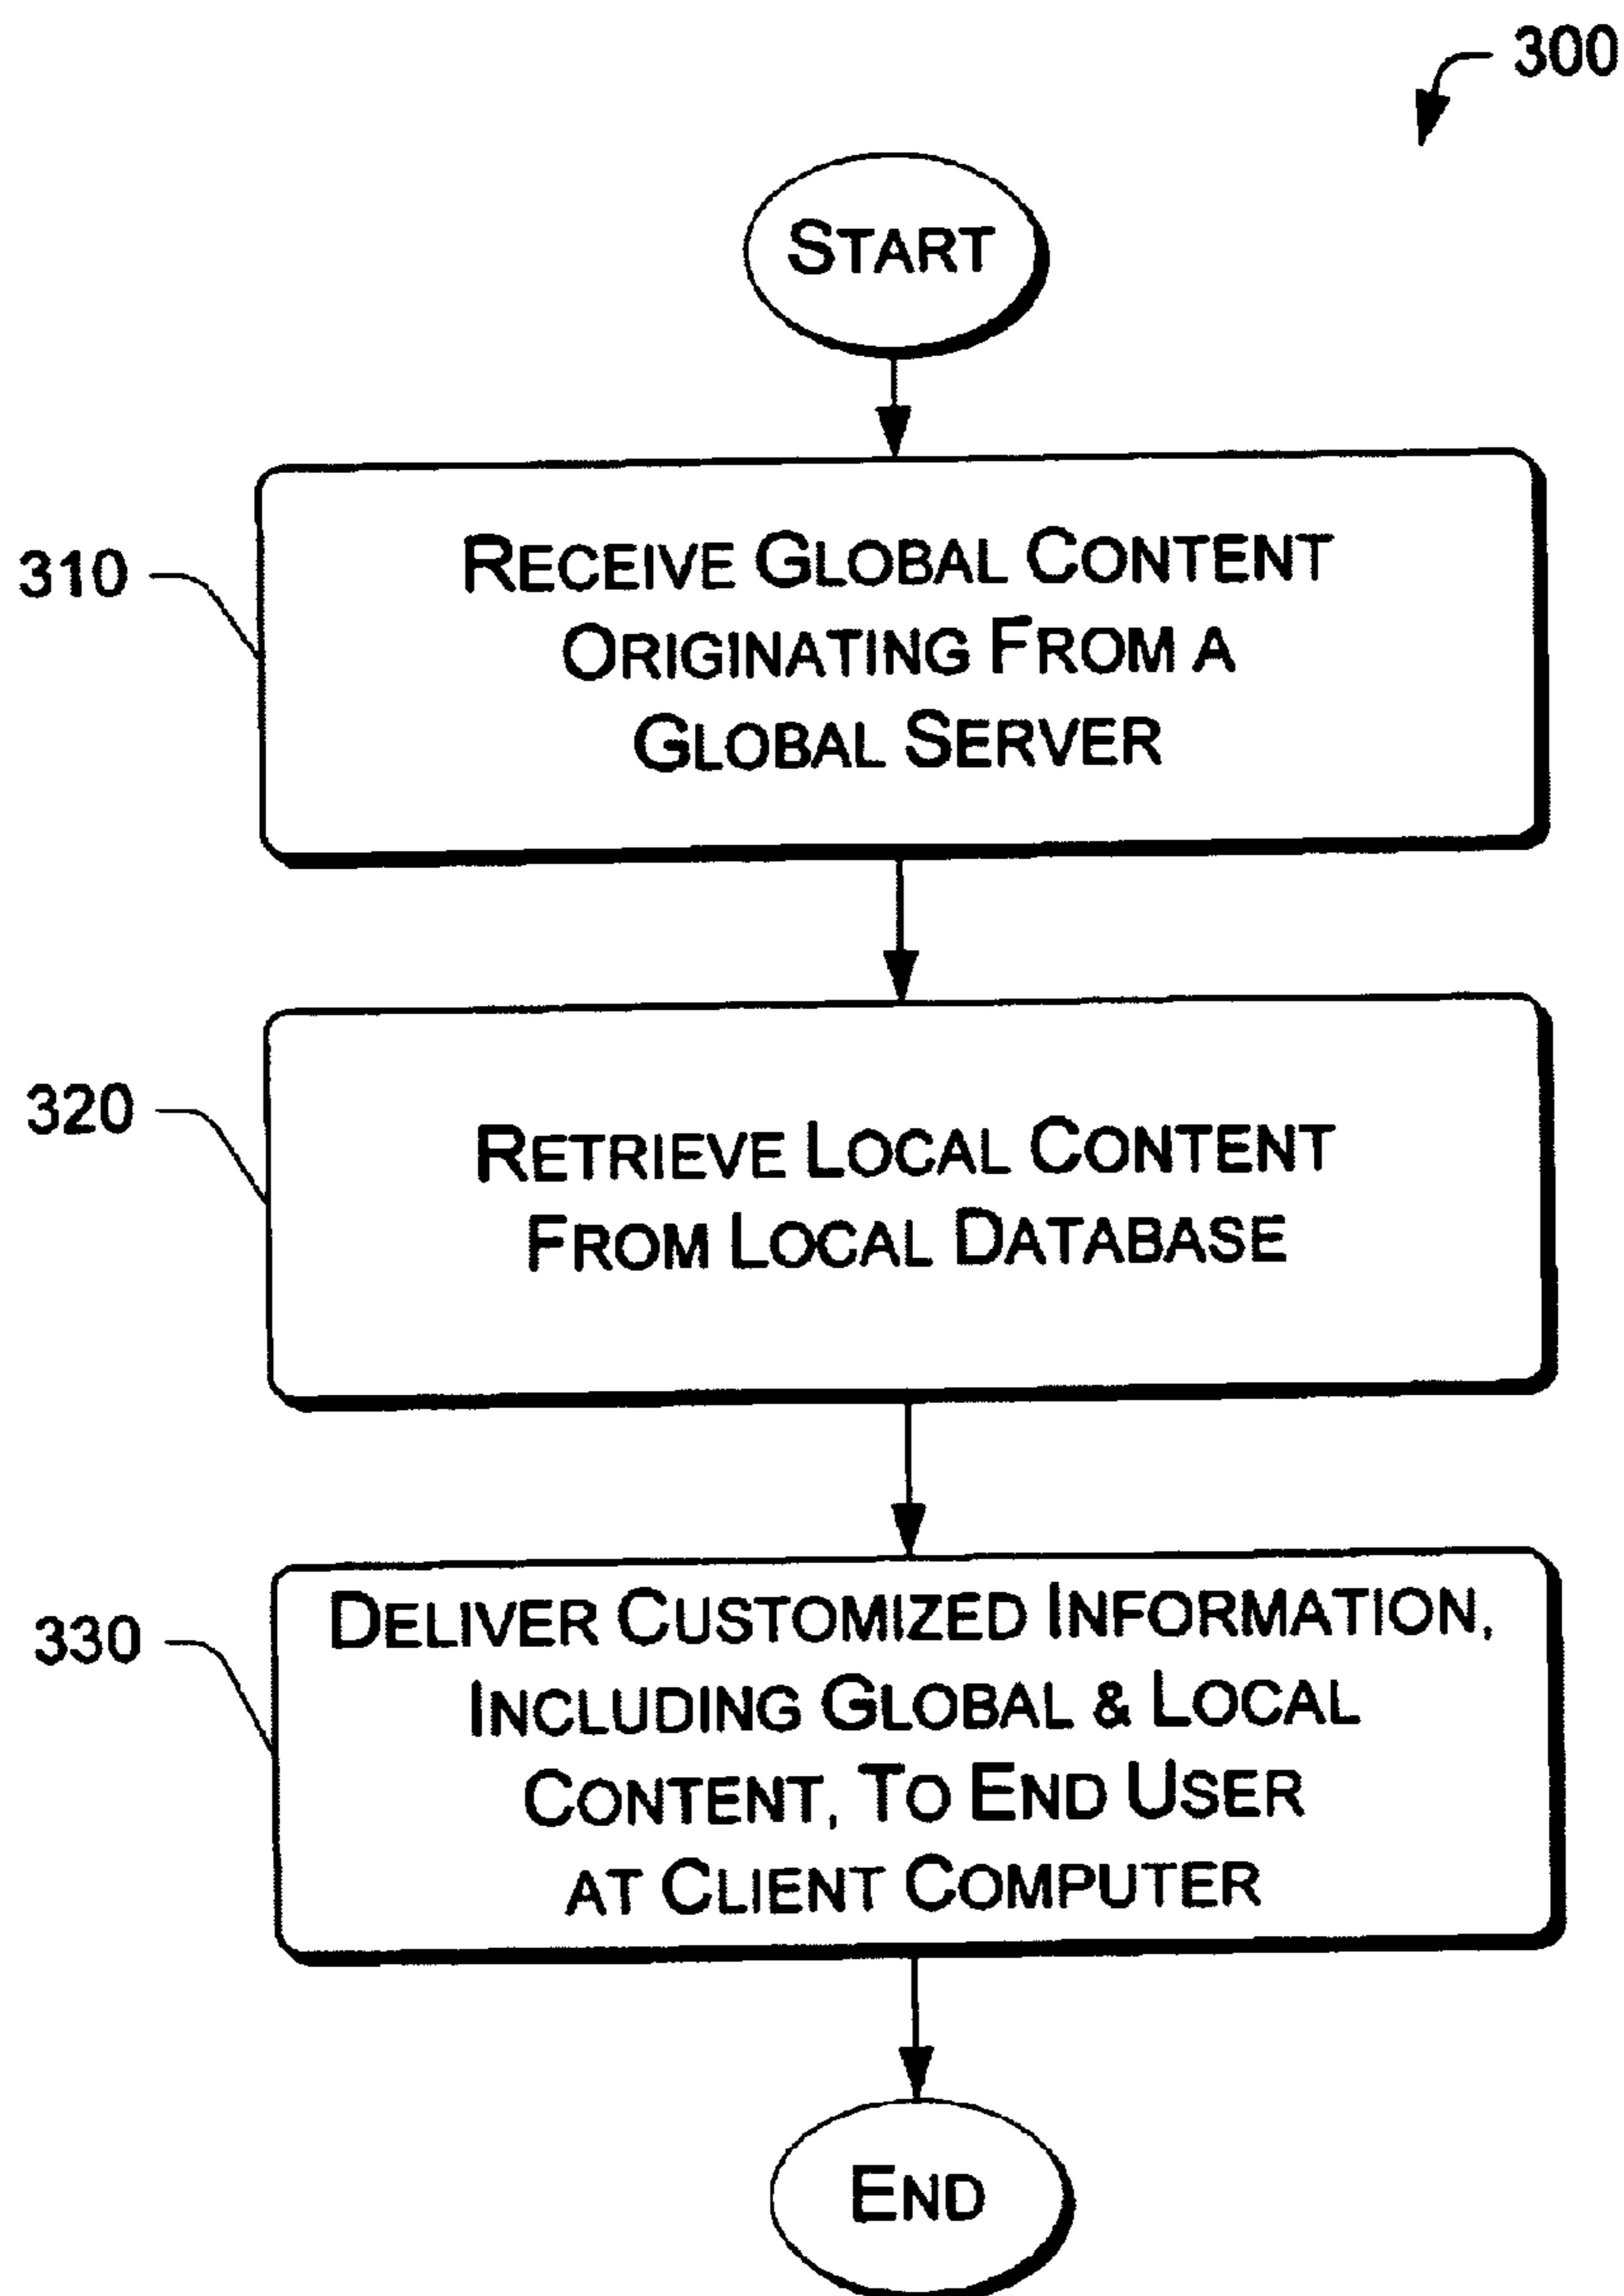 300
START
310
RECEIVE GLOBAL CONTENT
ORIGINATING FROM A
GLOBAL SERVER
320
RETRIEVE LOCAL CONTENT
FROM LOCAL DATABASE
330
DELIVER CUSTOMIZED INFORMATION,
INCLUDING GLOBAL & LOCAL
CONTENT, TO END USER
AT CLIENT COMPUTER
END